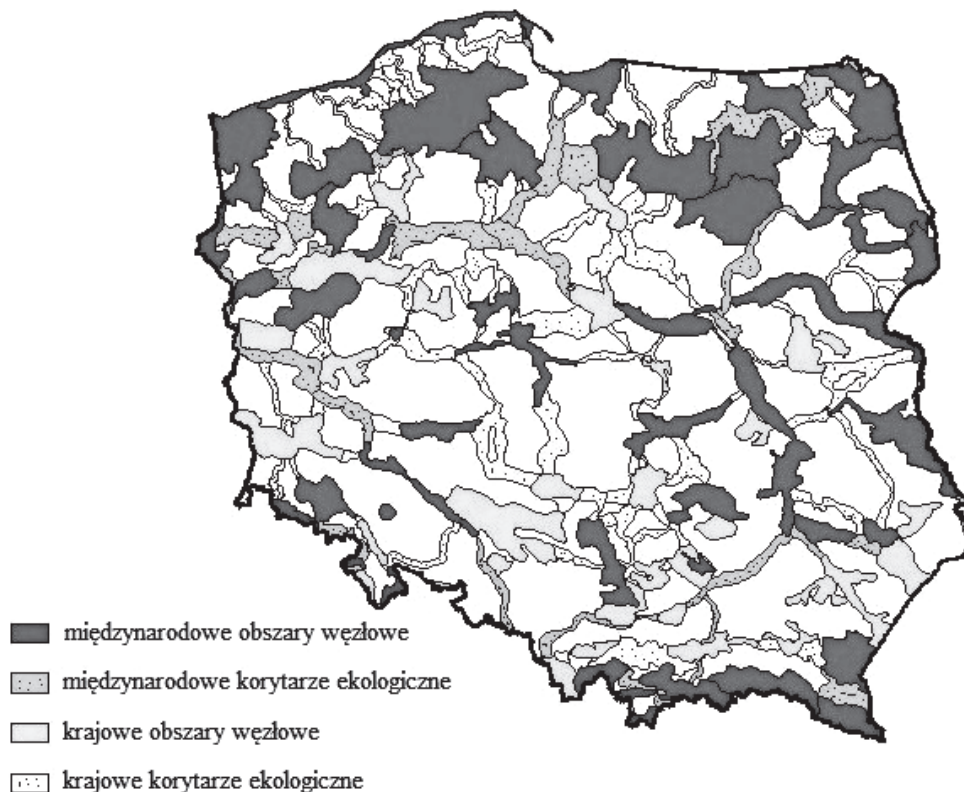 międzynarodowe obszary węzłowe
międzynarodowe korytarze ekologiczne
krajowe obszary węzłowe
krajowe korytarze ekologiczne